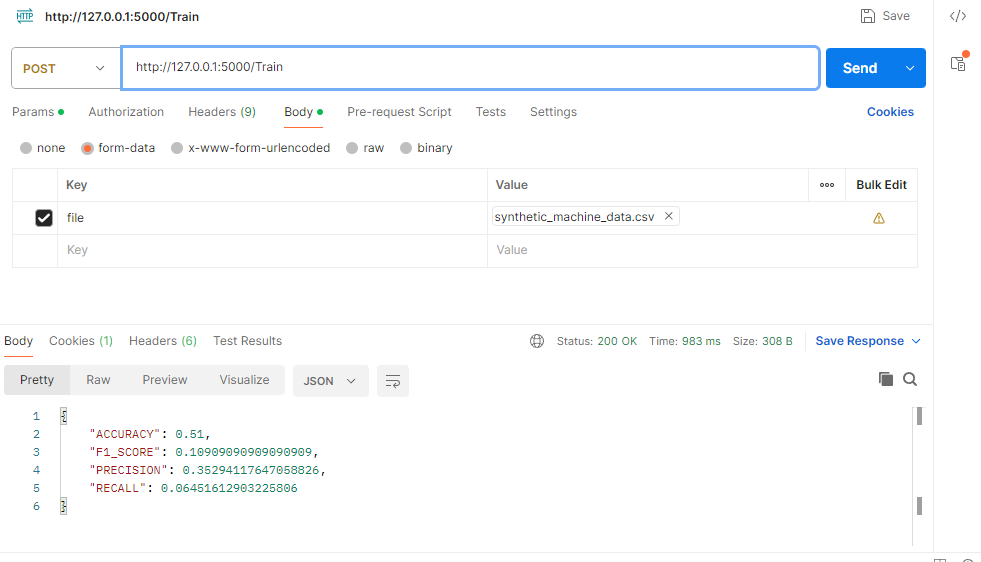 HTTP http://127.0.0.1:5000/Train Save </>
POST http://127.0.0.1:5000/Train Send
Params Authorization Headers (9) Body Pre-request Script Tests Settings Cookies
none form-data x-www-form-urlencoded raw binary
Key Value ooo Bulk Edit
file synthetic_machine_data.csv ×
Key Value
Body Cookies (1) Headers (6) Test Results Status: 200 OK Time: 983 ms Size: 308 B Save Response
Pretty Raw Preview Visualize JSON
1 {
2 "ACCURACY": 0.51,
3 "F1_SCORE": 0.10909090909090909,
4 "PRECISION": 0.35294117647058826,
5 "RECALL": 0.06451612903225806
6 }